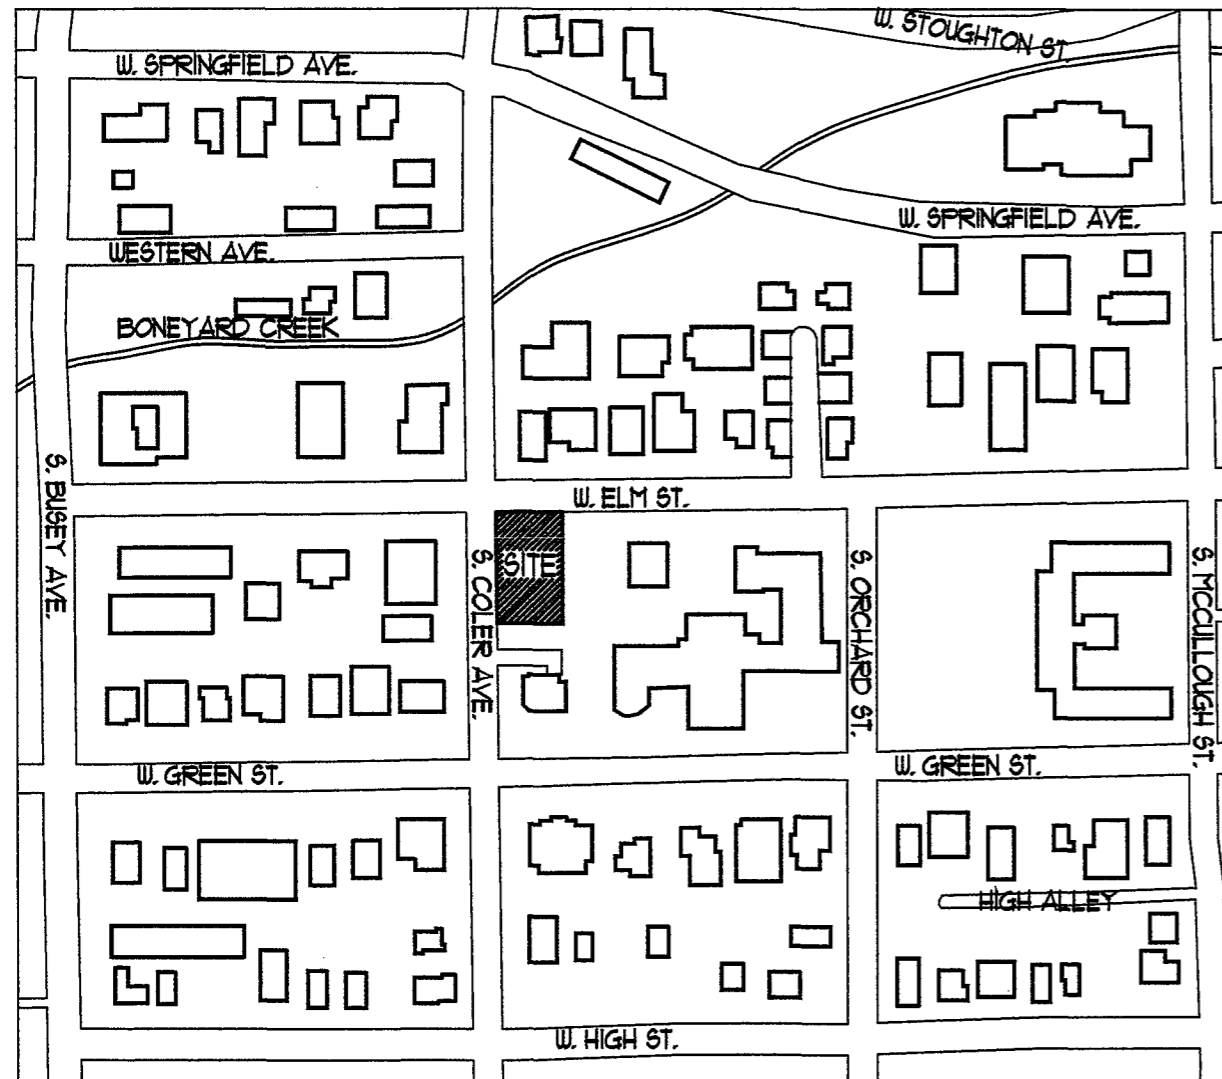 W. STOUGHTON ST.
W. SPRINGFIELD AVE.
W. SPRINGFIELD AVE.
WESTERN AVE.
BONEYARD CREEK
S. BUSEY AVE.
W. ELM ST.
SITE
S. COLER AVE.
S. ORCHARD ST.
S. MCCULLOUGH ST.
W. GREEN ST.
W. GREEN ST.
HIGH ALLEY
W. HIGH ST.